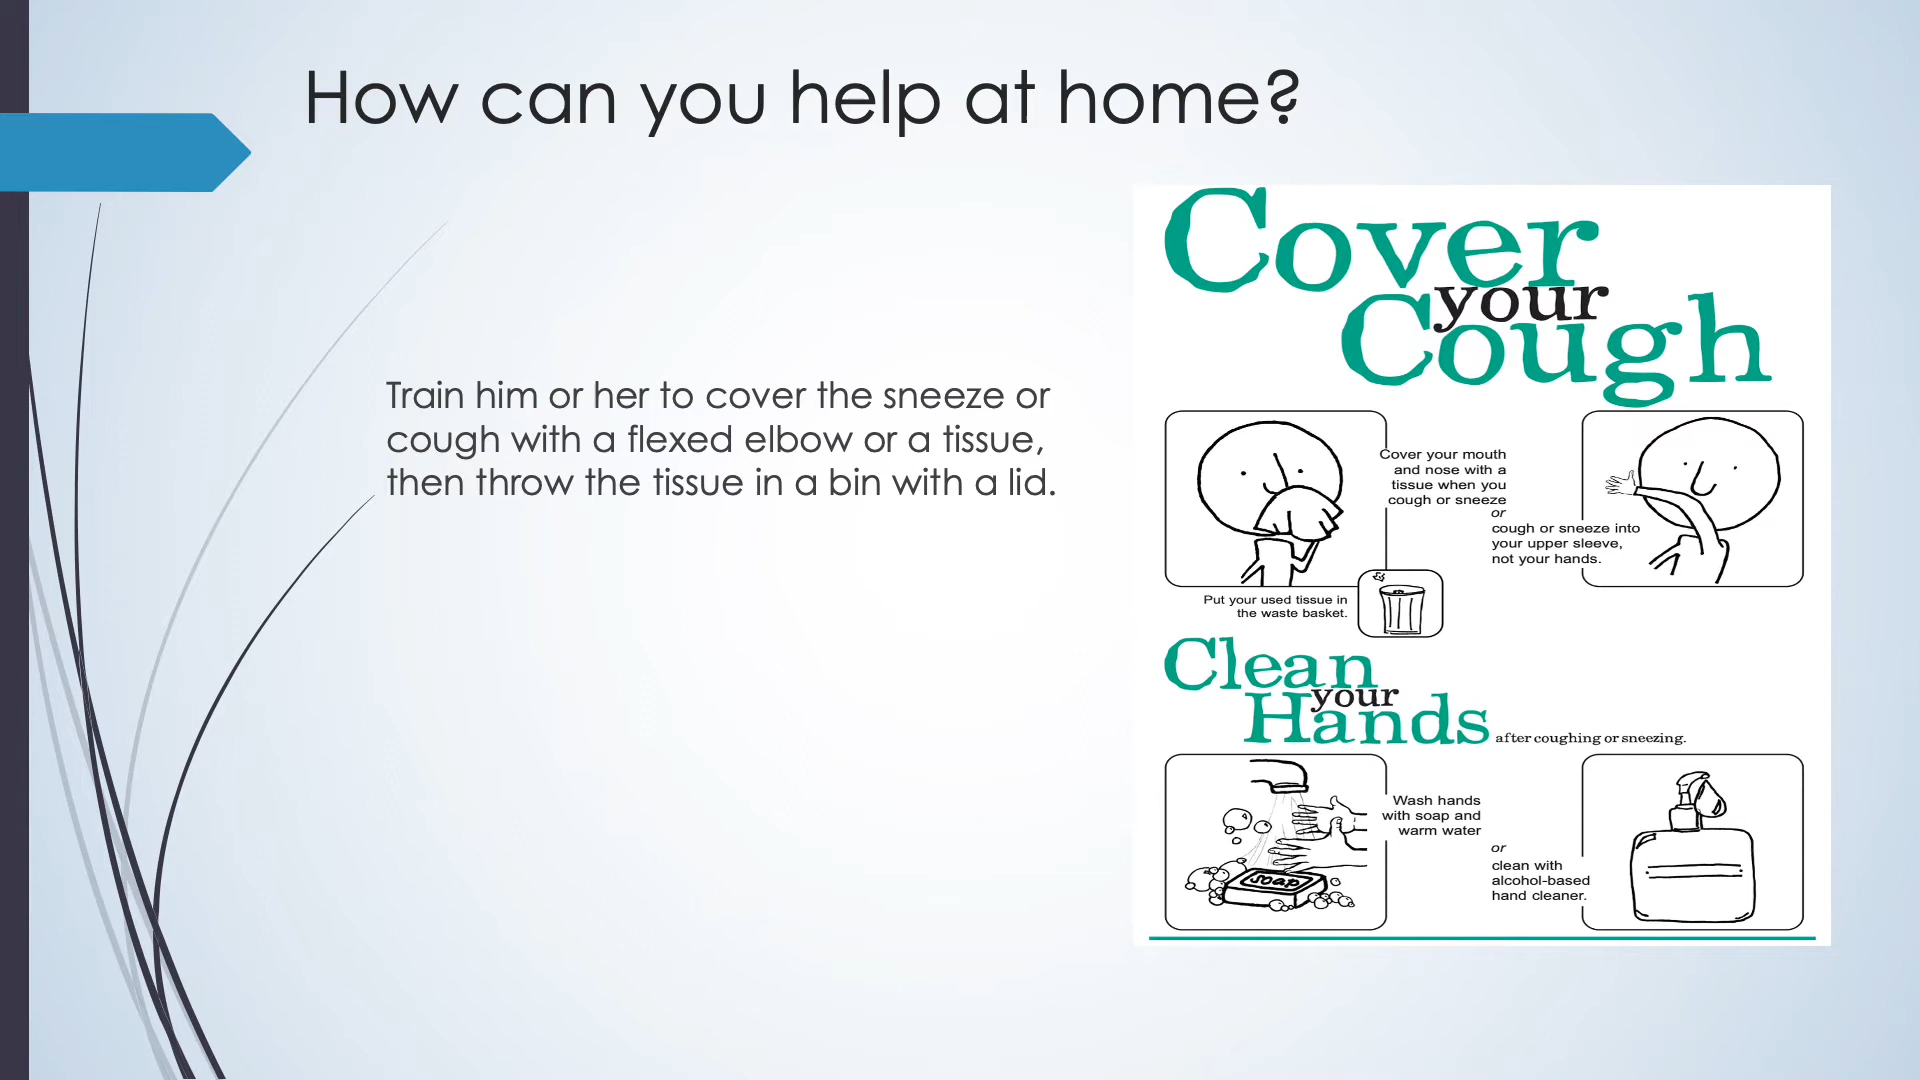 How can you help at home?
Train him or her to cover the sneeze or
cough with a flexed elbow or a tissue,
then throw the tissue in a bin with a lid.
Cover
your
Cough
Cover your mouth
and nose with a
tissue when you
cough or sneeze
or
cough or sneeze into
your upper sleeve,
not your hands.
Put your used tissue in
the waste basket.
Clean
your
Hands
after coughing or sneezing.
Wash hands
with soap and
warm water
or
clean with
alcohol-based
hand cleaner.
soap